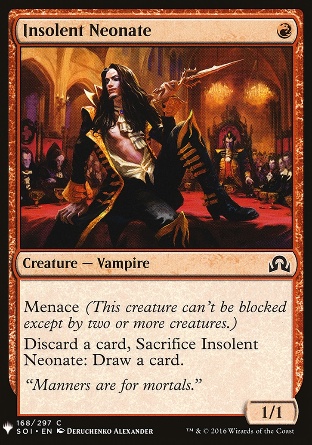 Insolent Neonate
Creature — Vampire
Menace (This creature can't be blocked
except by two or more creatures.)
Discard a card, Sacrifice Insolent
Neonate: Draw a card.
"Manners are for mortals."
1/1
168/297 C
SOI • EN Deruchenko Alexander
™ & © 2016 Wizards of the Coast